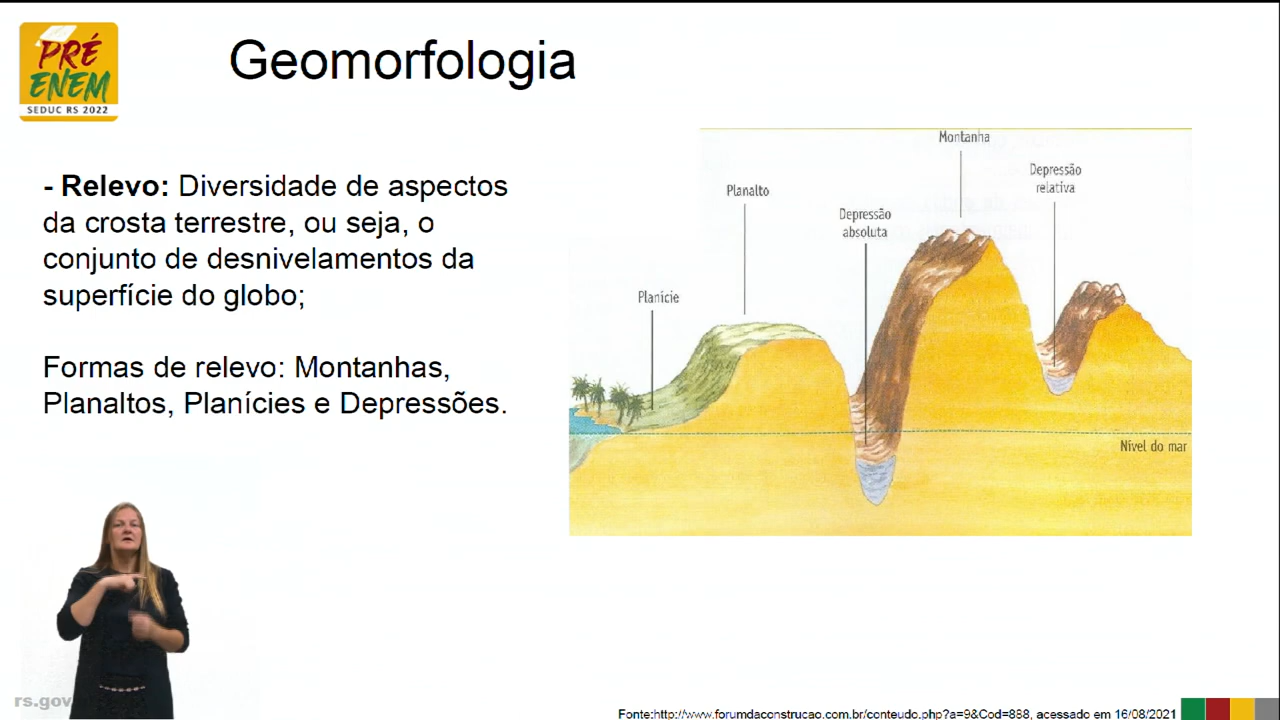 PRÉ
ENEM
SEDUC RS 2022
Geomorfologia
- Relevo: Diversidade de aspectos
da crosta terrestre, ou seja, o
conjunto de desnivelamentos da
superfície do globo;
Formas de relevo: Montanhas,
Planaltos, Planícies e Depressões.
Montanha
Depressão
relativa
Planalto
Depressão
absoluta
Planície
Nível do mar
rs.gov
Fonte:http://www.forumdaconstrucao.com.br/conteudo.php?a=9&Cod=888, acessado em 16/08/2021